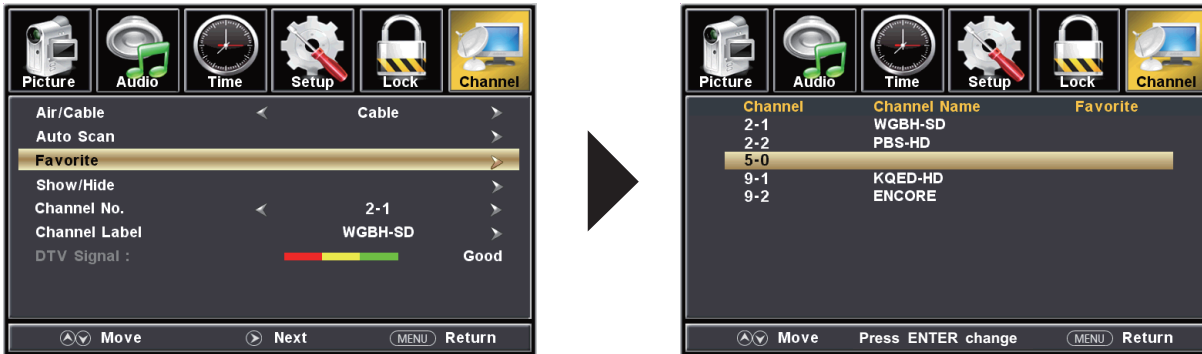 Picture Audio Time Setup Lock Channel
Air/Cable Cable
Auto Scan
Favorite
Show/Hide
Channel No. 2-1
Channel Label WGBH-SD
DTV Signal : Good
Move Next MENU Return
Picture Audio Time Setup Lock Channel
Channel Channel Name Favorite
2-1 WGBH-SD
2-2 PBS-HD
5-0
9-1 KQED-HD
9-2 ENCORE
Move Press ENTER change MENU Return